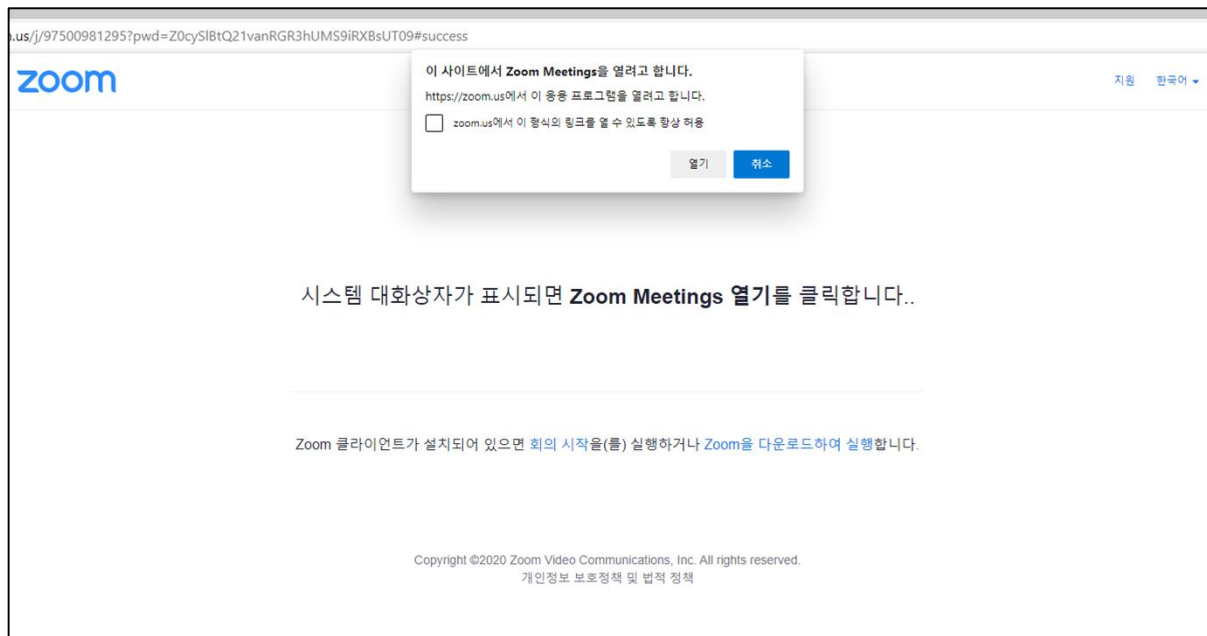 .us/j/97500981295?pwd=Z0cySlBtQ21vanRGR3hUMS9iRXBsUT09#success
zoom
이 사이트에서 Zoom Meetings을 열려고 합니다.
https://zoom.us에서 이 응용 프로그램을 열려고 합니다.
zoom.us에서 이 형식의 링크를 열 수 있도록 항상 허용
열기 취소
지원 한국어
시스템 대화상자가 표시되면 Zoom Meetings 열기를 클릭합니다..
Zoom 클라이언트가 설치되어 있으면 회의 시작을(를) 실행하거나 Zoom을 다운로드하여 실행합니다.
Copyright ©2020 Zoom Video Communications, Inc. All rights reserved.
개인정보 보호정책 및 법적 정책